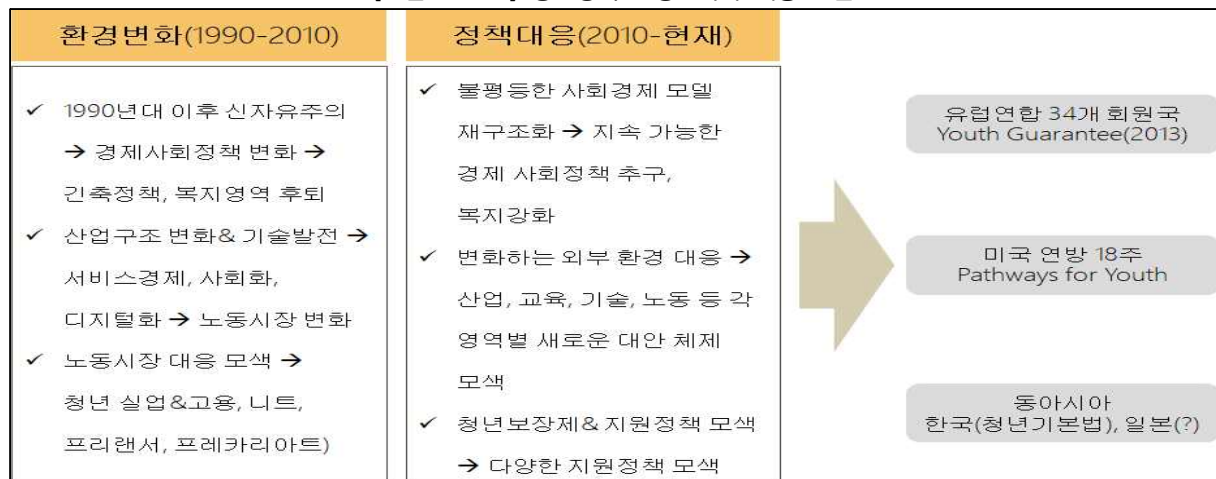 환경변화(1990-2010)
✓ 1990년대 이후 신자유주의
→ 경제사회정책 변화 →
긴축정책, 복지영역 후퇴
✓ 산업구조 변화& 기술발전 →
서비스경제, 사회화,
디지털화 → 노동시장 변화
✓ 노동시장 대응 모색 →
청년 실업&고용, 니트,
프리랜서, 프레카리아트)
정책대응(2010-현재)
✓ 불평등한 사회경제 모델
재구조화 → 지속 가능한
경제 사회정책 추구,
복지강화
✓ 변화하는 외부 환경 대응 →
산업, 교육, 기술, 노동 등 각
영역별 새로운 대안 체제
모색
✓ 청년보장제& 지원정책 모색
→ 다양한 지원정책 모색
유럽연합 34개 회원국
Youth Guarantee(2013)
미국 연방 18주
Pathways for Youth
동아시아
한국(청년기본법), 일본(?)